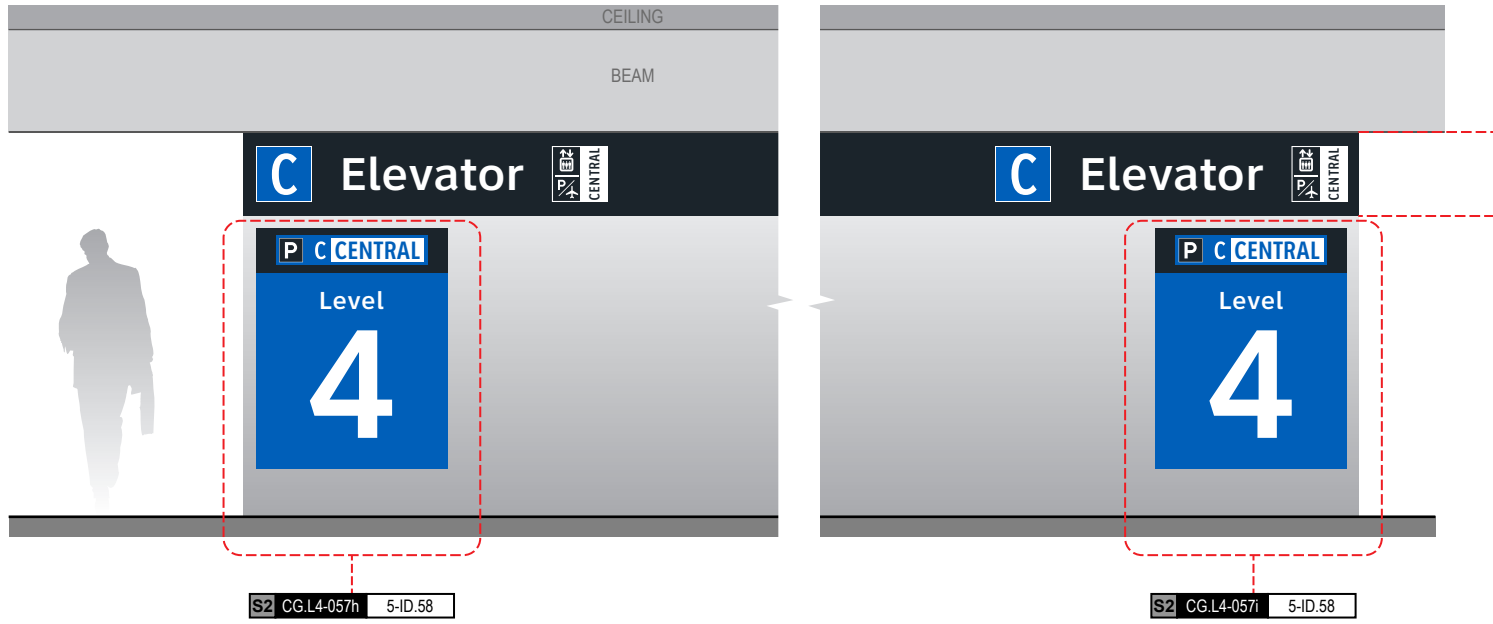 CEILING
BEAM
C Elevator P CENTRAL
C Elevator P CENTRAL
P C CENTRAL
Level
4
P C CENTRAL
Level
4
S2 CG.L4-057h 5-ID.58
S2 CG.L4-057i 5-ID.58